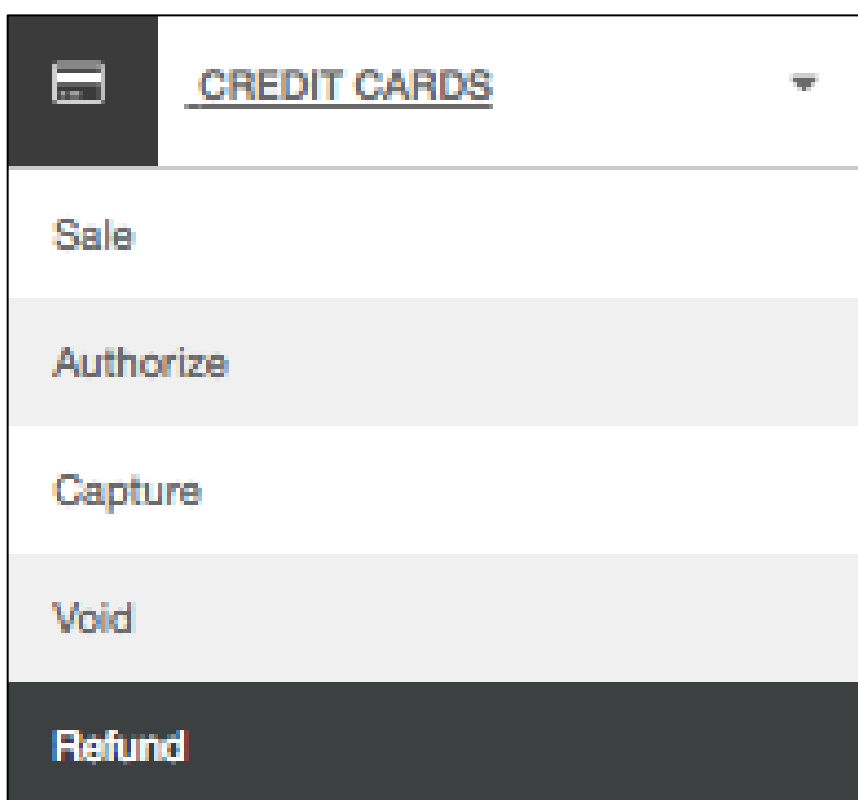 CREDIT CARDS
Sale
Authorize
Capture
Void
Refund